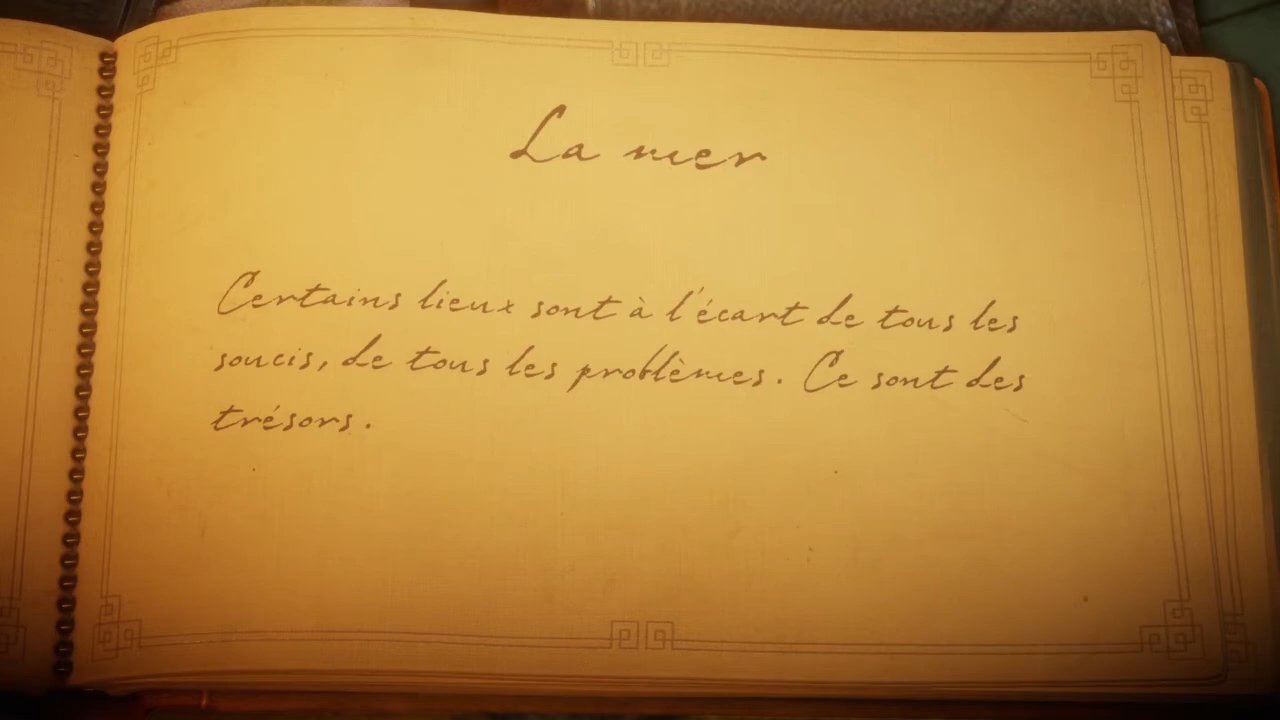 La mer
Certains lieux sont à l'écart de tous les
soucis, de tous les problèmes. Ce sont des
trésors.